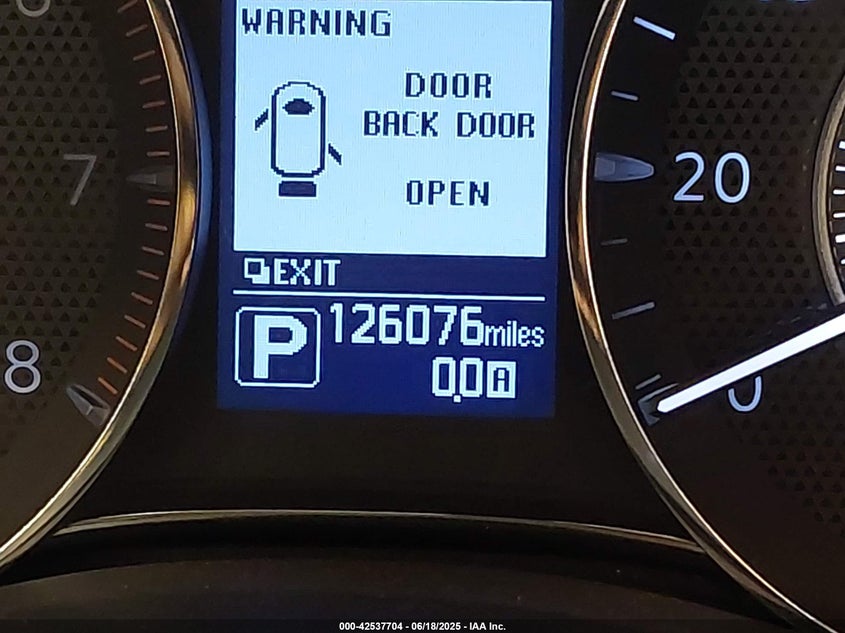 WARNING
DOOR
BACK DOOR
OPEN
EXIT
P
126076miles
0.0 A
7
8
20
0
000-42537704 - 06/18/2025 - IAA Inc.